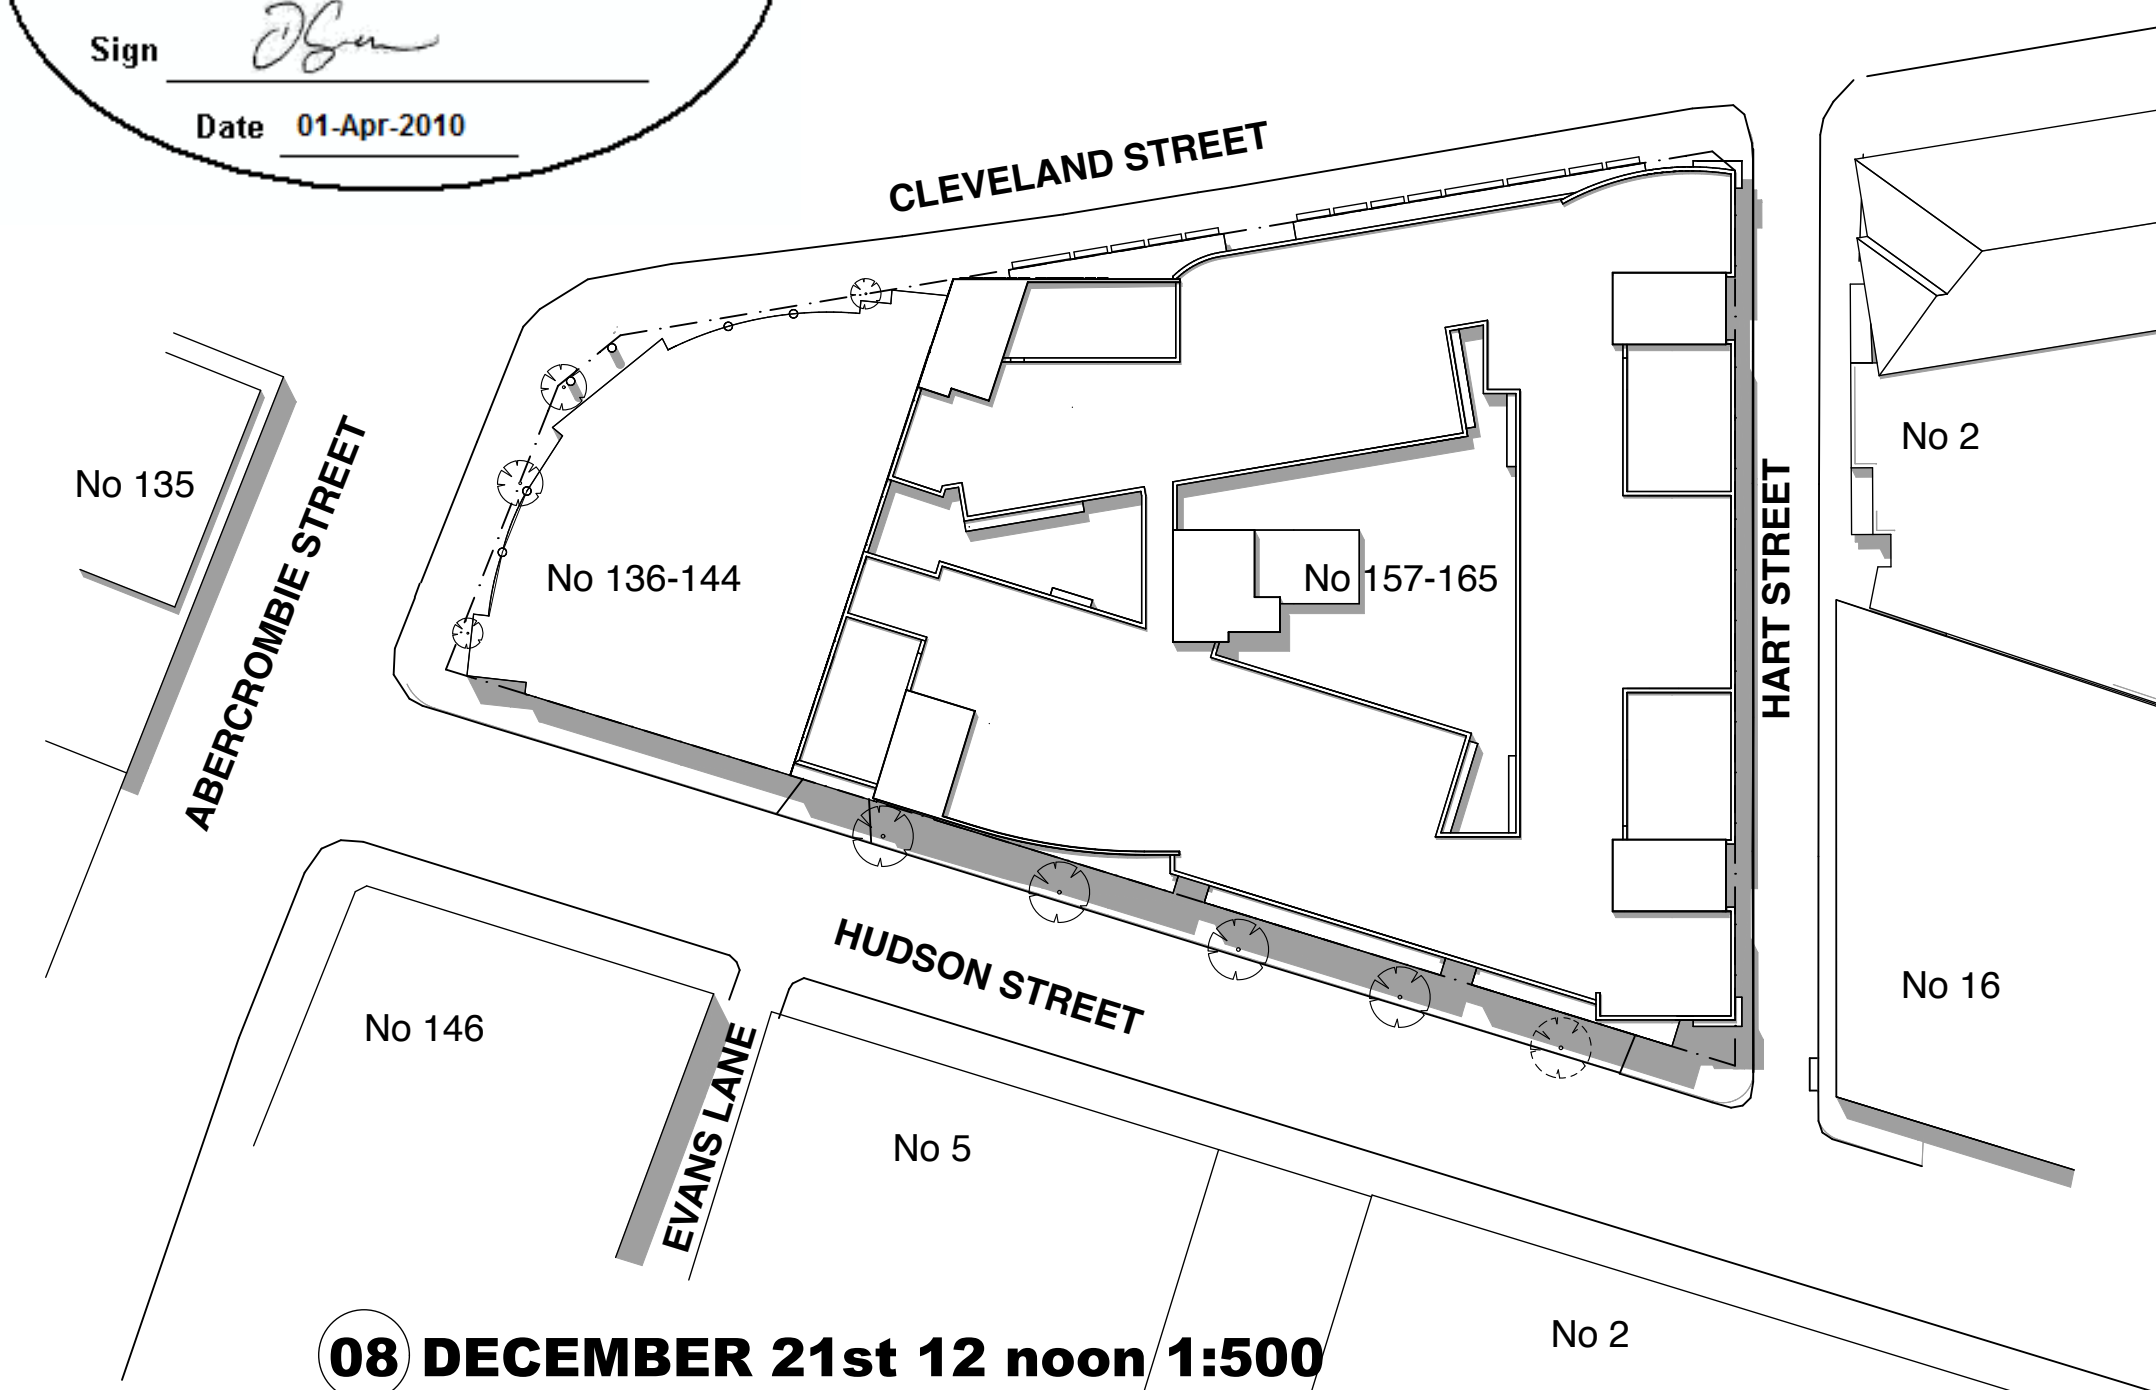 Sign
Date 01-Apr-2010
CLEVELAND STREET
No 135
ABERCROMBIE STREET
No 136-144
No 157-165
HART STREET
No 2
No 16
HUDSON STREET
No 146
EVANS LANE
No 5
No 2
08 DECEMBER 21st 12 noon 1:500